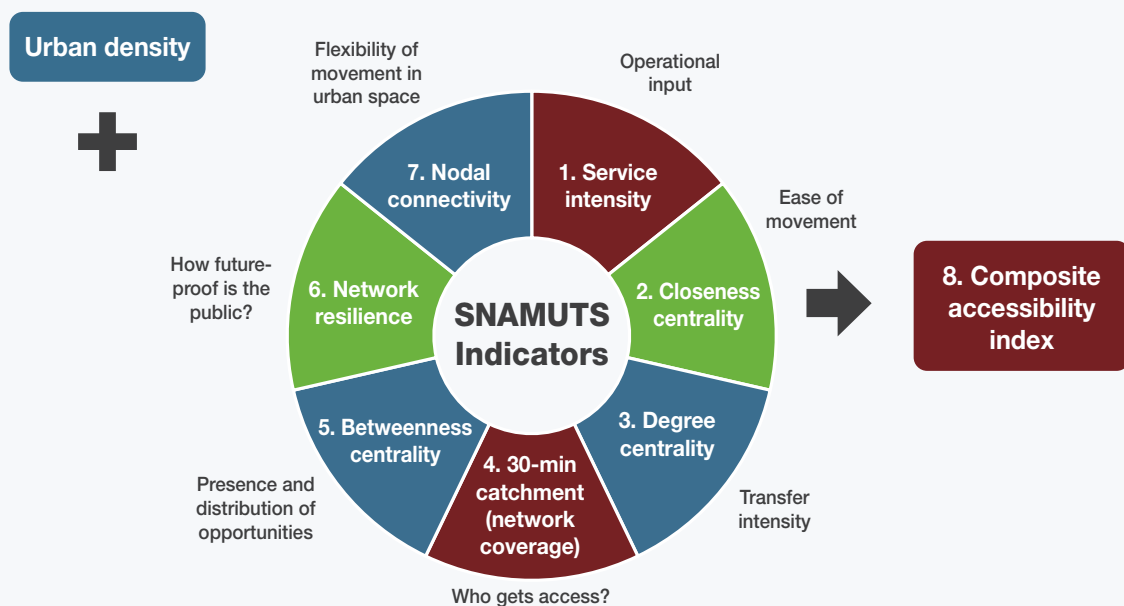 Urban density
Flexibility of
movement in
urban space
Operational
input
7. Nodal
connectivity
1. Service
intensity
Ease of
movement
How future-
proof is the
public?
6. Network
resilience
SNAMUTS
Indicators
2. Closeness
centrality
8. Composite
accessibility
index
5. Betweenness
centrality
3. Degree
centrality
4. 30-min
catchment
(network
coverage)
Presence and
distribution of
opportunities
Transfer
intensity
Who gets access?